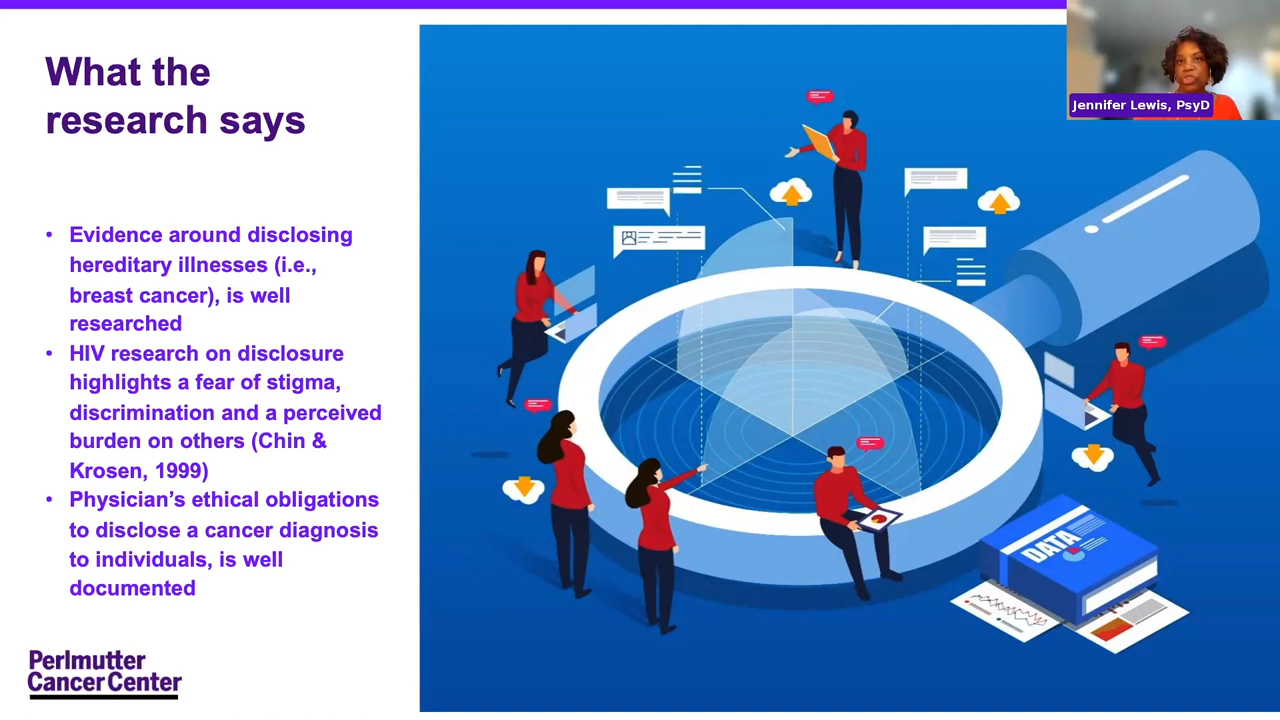 What the
research says
Jennifer Lewis, PsyD
• Evidence around disclosing
hereditary illnesses (i.e.,
breast cancer), is well
researched
• HIV research on disclosure
highlights a fear of stigma,
discrimination and a perceived
burden on others (Chin &
Krosen, 1999)
• Physician’s ethical obligations
to disclose a cancer diagnosis
to individuals, is well
documented
DATA
Perlmutter
Cancer Center